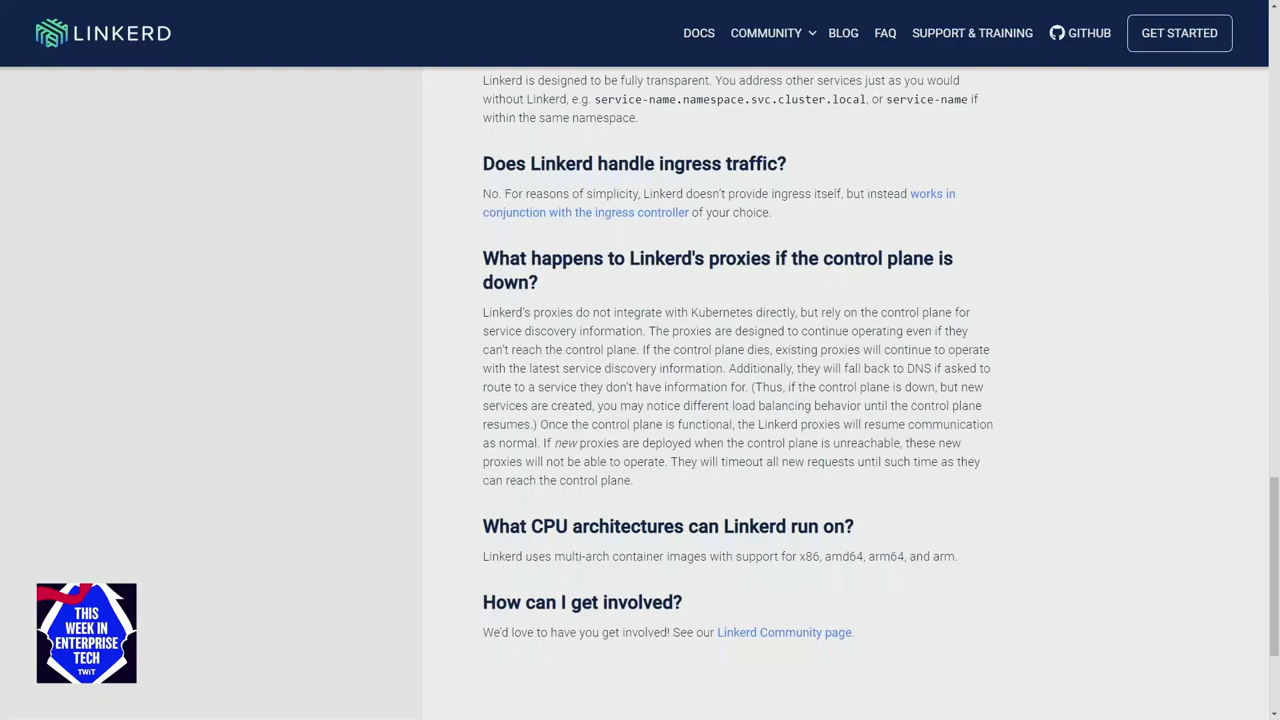 LINKERD
DOCS COMMUNITY BLOG FAQ SUPPORT & TRAINING GITHUB GET STARTED
Linkerd is designed to be fully transparent. You address other services just as you would
without Linkerd, e.g. service-name.namespace.svc.cluster.local, or service-name if
within the same namespace.
Does Linkerd handle ingress traffic?
No. For reasons of simplicity, Linkerd doesn't provide ingress itself, but instead works in
conjunction with the ingress controller of your choice.
What happens to Linkerd's proxies if the control plane is
down?
Linkerd's proxies do not integrate with Kubernetes directly, but rely on the control plane for
service discovery information. The proxies are designed to continue operating even if they
can't reach the control plane. If the control plane dies, existing proxies will continue to operate
with the latest service discovery information. Additionally, they will fall back to DNS if asked to
route to a service they don't have information for. (Thus, if the control plane is down, but new
services are created, you may notice different load balancing behavior until the control plane
resumes.) Once the control plane is functional, the Linkerd proxies will resume communication
as normal. If new proxies are deployed when the control plane is unreachable, these new
proxies will not be able to operate. They will timeout all new requests until such time as they
can reach the control plane.
What CPU architectures can Linkerd run on?
Linkerd uses multi-arch container images with support for x86, amd64, arm64, and arm.
How can I get involved?
We'd love to have you get involved! See our Linkerd Community page.
THIS
WEEK IN
ENTERPRISE
TECH
TWiT